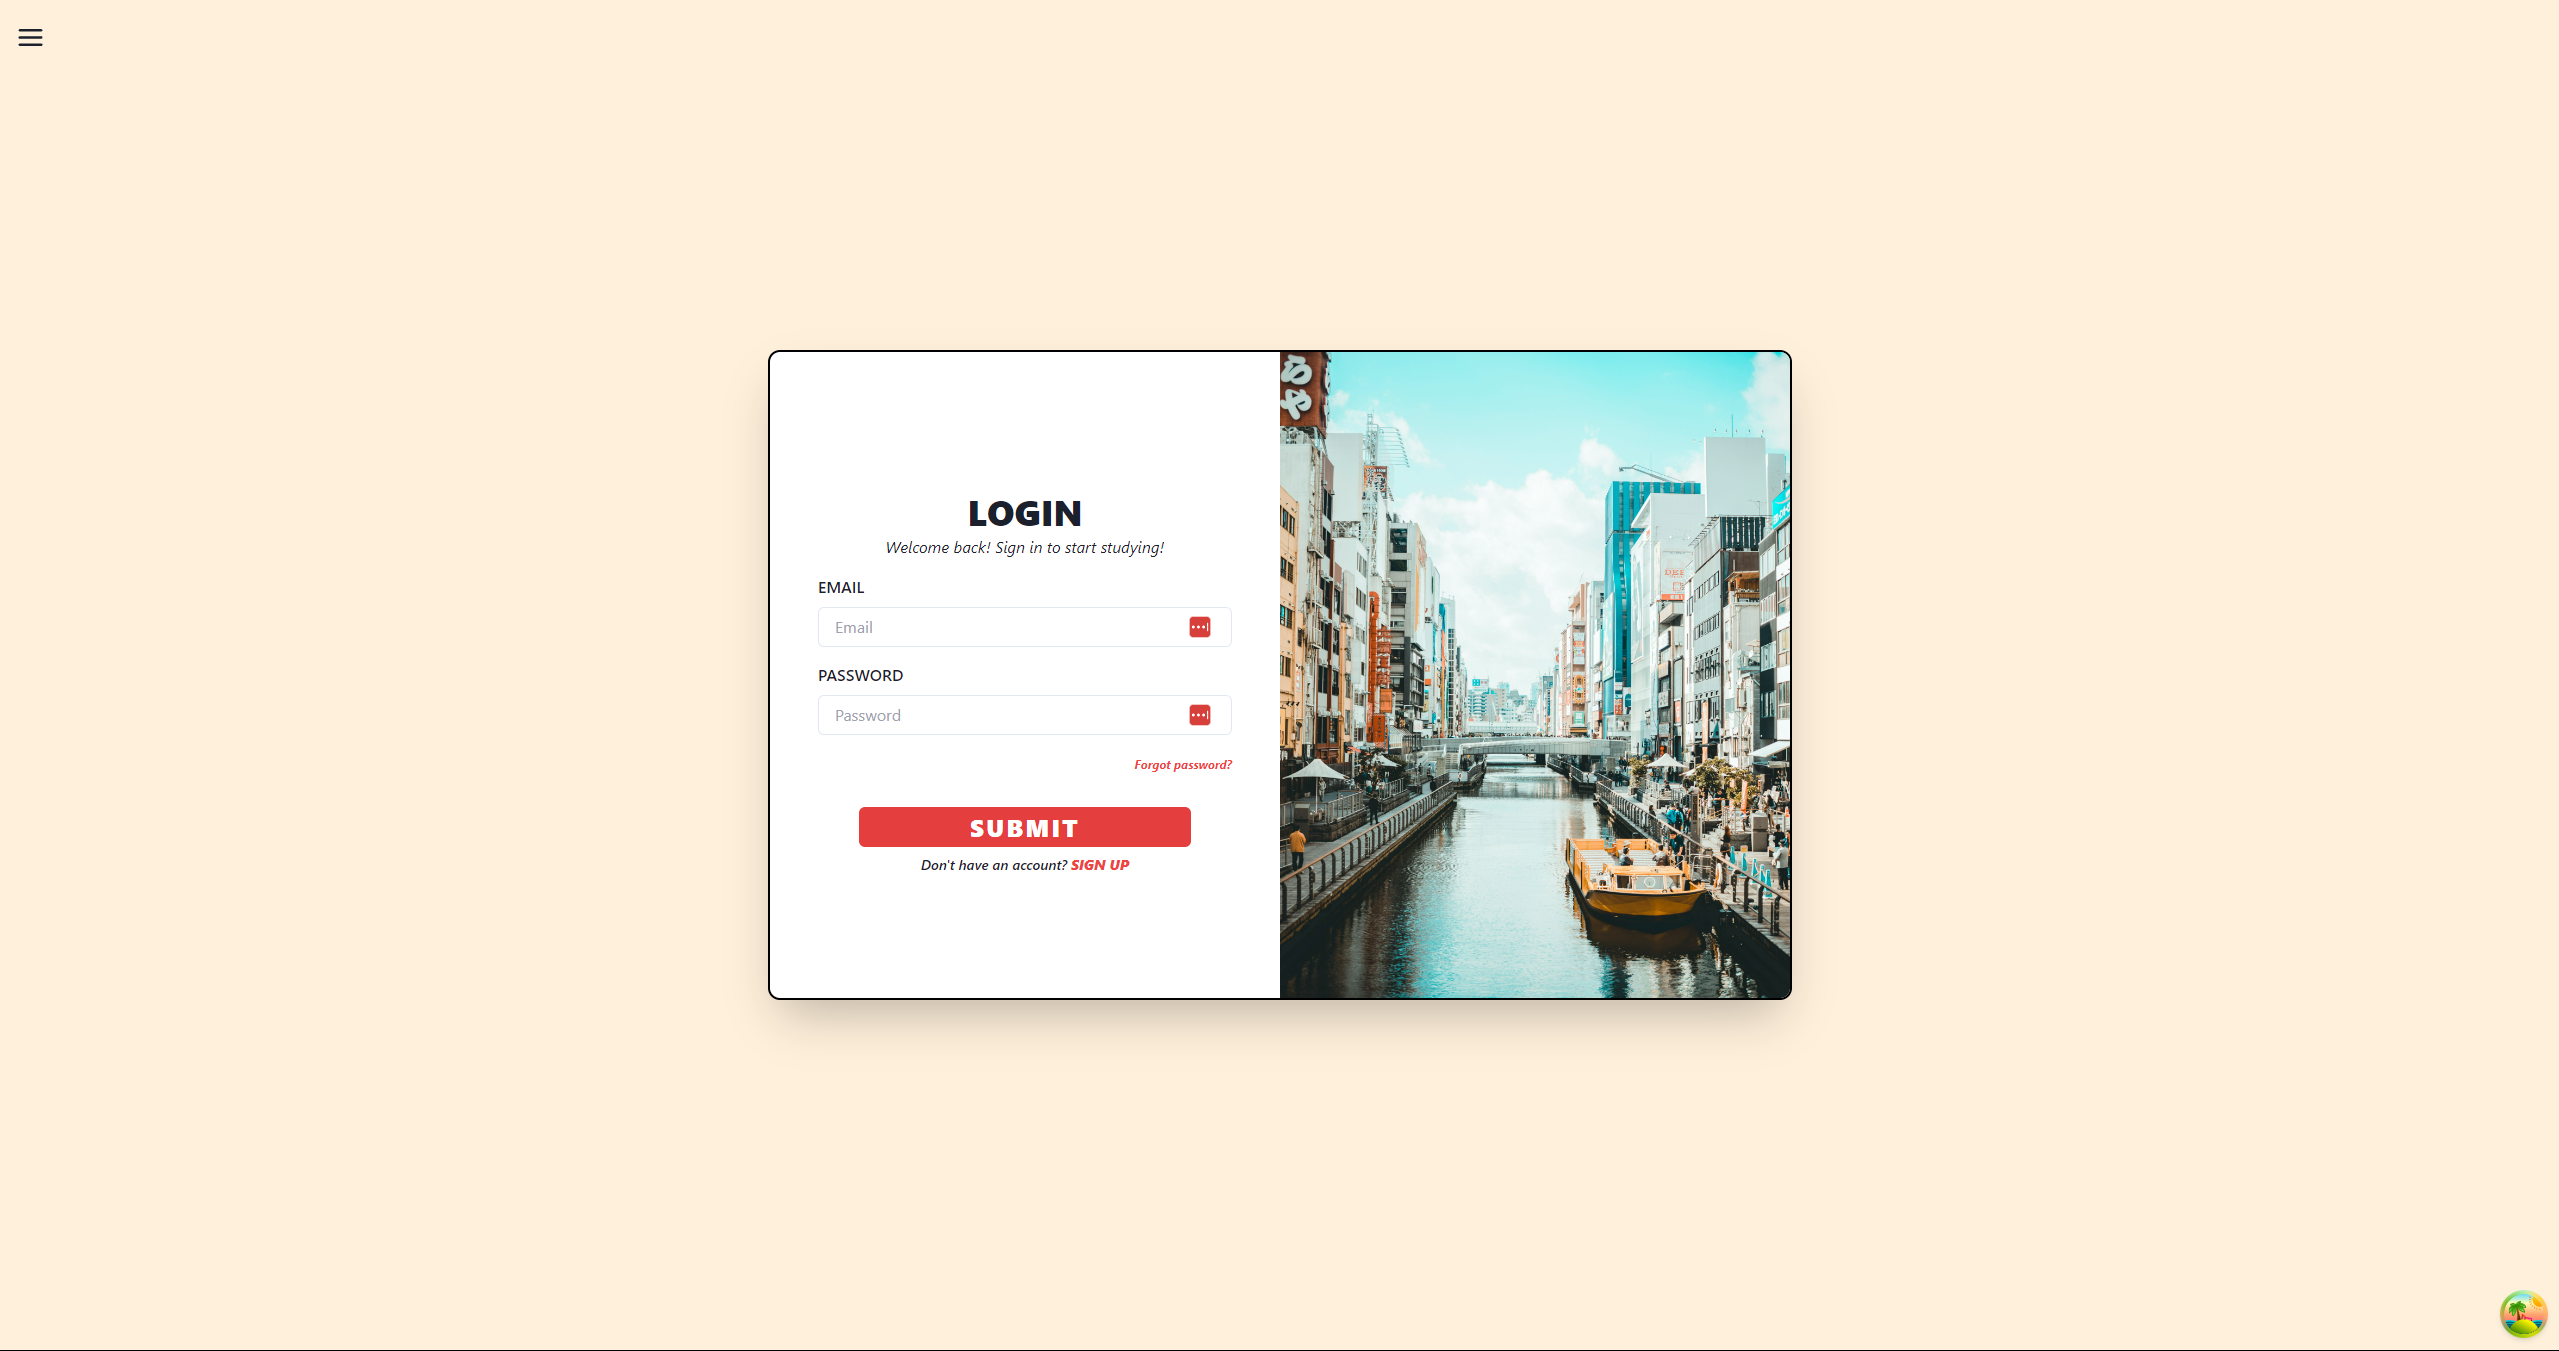 LOGIN
Welcome back! Sign in to start studying!
EMAIL
Email
PASSWORD
Password
Forgot password?
SUBMIT
Don't have an account? SIGN UP